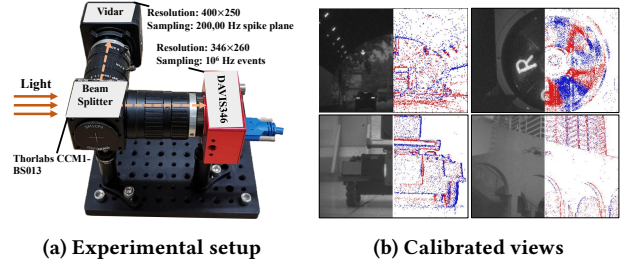 Vidar
Resolution: 400×250
Sampling: 200,00 Hz spike plane
Resolution: 346×260
Sampling: 10⁶ Hz events
Light
Beam
Splitter
DAVIS346
Thorlabs CCM1-
BS013
R
(a) Experimental setup
(b) Calibrated views